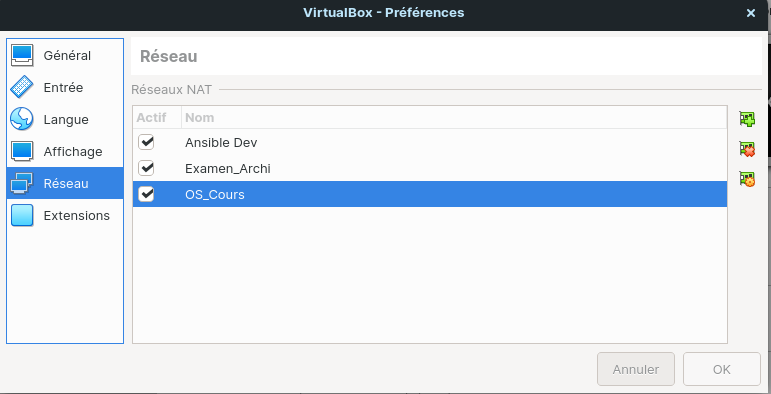 VirtualBox - Préférences
Général
Entrée
Langue
Affichage
Réseau
Extensions
Réseau
Réseaux NAT
Actif Nom
Ansible Dev
Examen_Archi
OS_Cours
Annuler OK